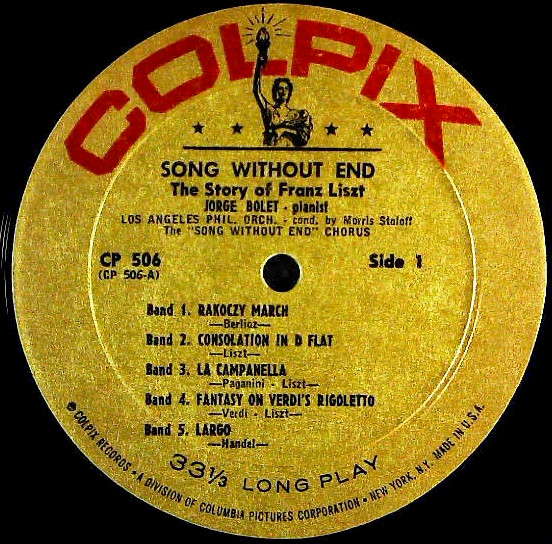 COLPIX
SONG WITHOUT END
The Story of Franz Liszt
JORGE BOLET - pianist
LOS ANGELES PHIL. ORCH. - cond. by Morris Stoloff
The "SONG WITHOUT END" CHORUS
CP 506
(CP 506-A)
Side 1
Band 1. RAKOCZY MARCH
—Berlioz—
Band 2. CONSOLATION IN D FLAT
—Liszt—
Band 3. LA CAMPANELLA
—Paganini - Liszt—
Band 4. FANTASY ON VERDI'S RIGOLETTO
—Verdi - Liszt—
Band 5. LARGO
—Handel—
33⅓ LONG PLAY
℗ COLPIX RECORDS • A DIVISION OF COLUMBIA PICTURES CORPORATION • NEW YORK, N.Y. MADE IN U.S.A.